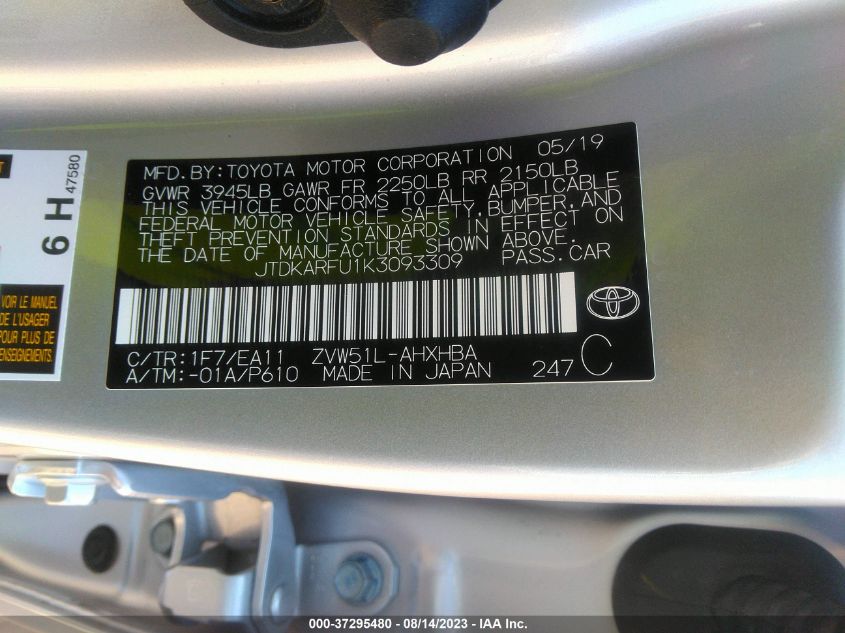 T
6 H 47580
VOIR LE
DE L'USAGER
POUR PLUS
DE
MFD.BY:TOYOTA MOTOR CORPORATION 05/19
GVWR 3945LB GAWR FR 2250LB RR 2150LB
THIS VEHICLE CONFORMS TO ALL APPLICABLE
FEDERAL MOTOR VEHICLE SAFETY,BUMPER,AND
THEFT PREVENTION STANDARDS IN EFFECT ON
THE DATE OF MANUFACTURE SHOWN ABOVE.
JTDKARFU1K3093309 PASS.CAR
C/TR:1F7/EA11 ZVW51L-AHXHBA
A/TM:-01A/P610 MADE IN JAPAN 247 C
000-37295480 - 08/14/2023 - © IAA Inc.